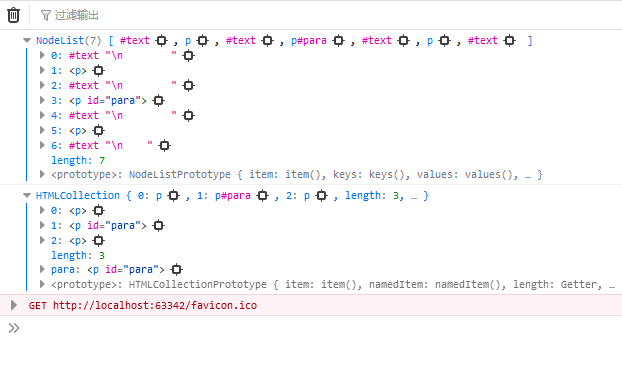 过滤输出
NodeList(7) [ #text , p , #text , p#para , #text , p , #text ]
0: #text "\n        "
1: <p>
2: #text "\n        "
3: <p id="para">
4: #text "\n        "
5: <p>
6: #text "\n    "
length: 7
<prototype>: NodeListPrototype { item: item(), keys: keys(), values: values(), … }
HTMLCollection { 0: p , 1: p#para , 2: p , length: 3, … }
0: <p>
1: <p id="para">
2: <p>
length: 3
para: <p id="para">
<prototype>: HTMLCollectionPrototype { item: item(), namedItem: namedItem(), length: Getter, …
GET http://localhost:63342/favicon.ico